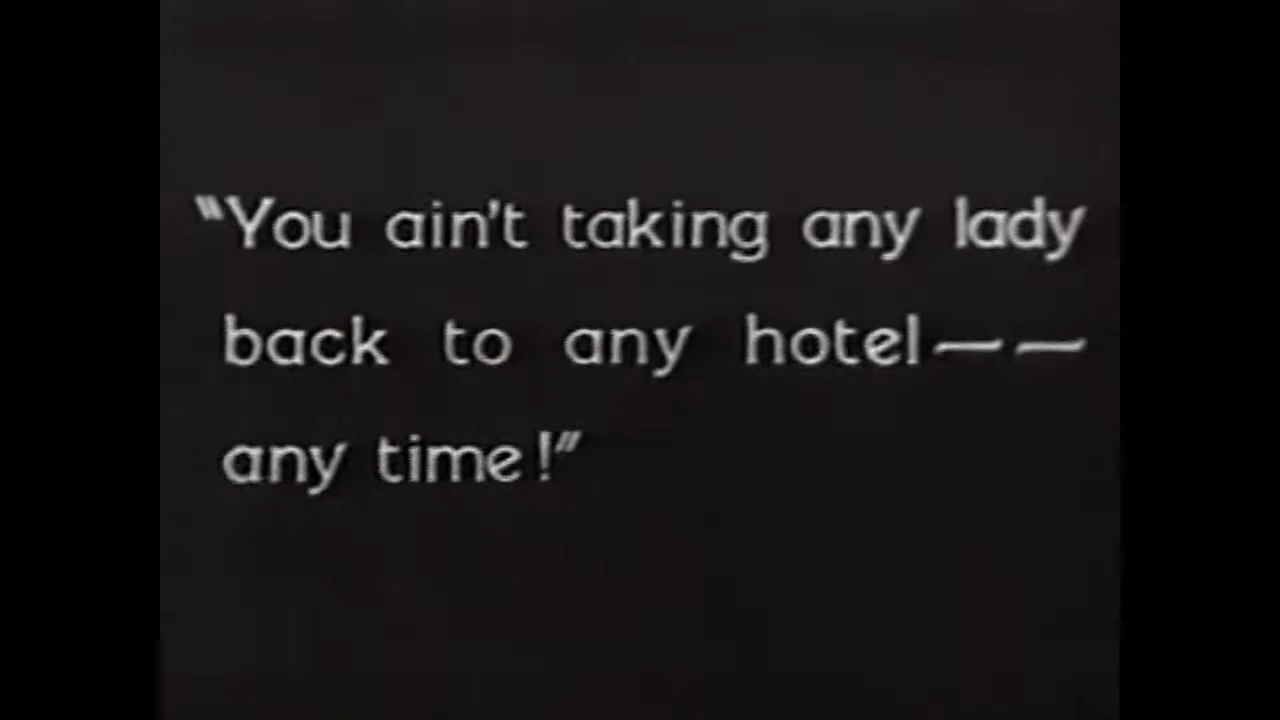 "You ain't taking any lady
back to any hotel——
any time!"